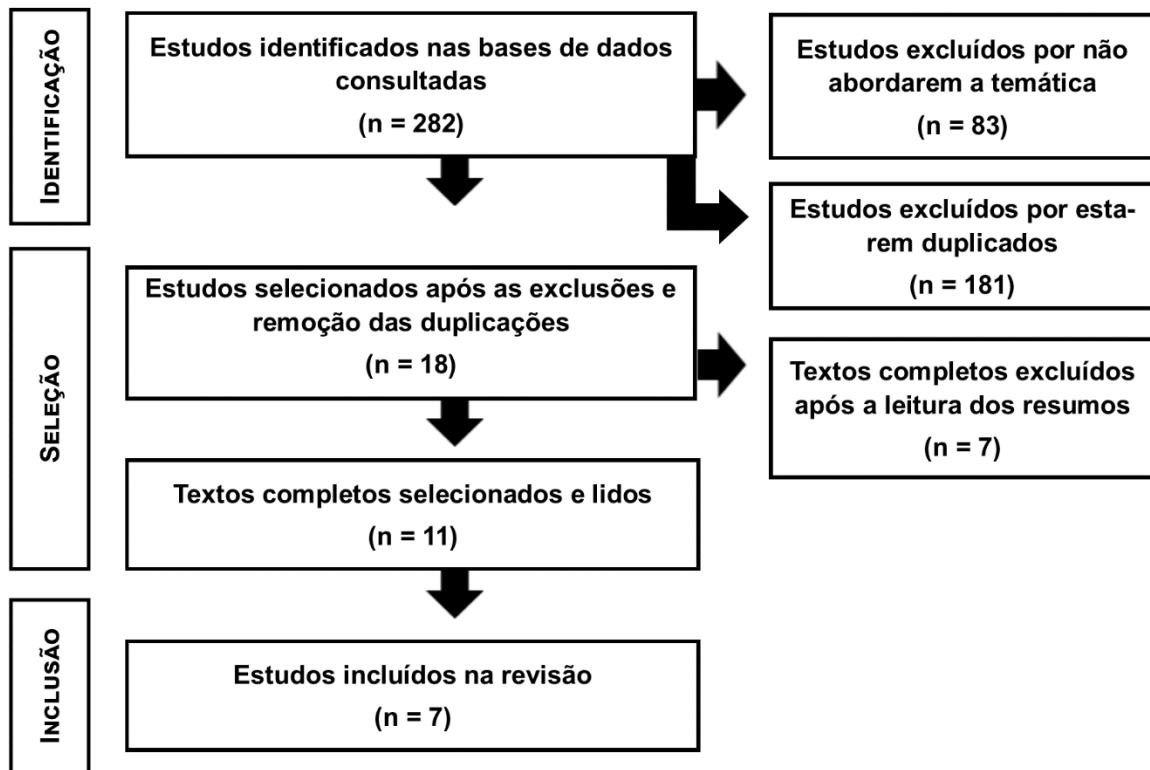 IDENTIFICAÇÃO
Estudos identificados nas bases de dados
consultadas
(n = 282)
Estudos excluídos por não
abordarem a temática
(n = 83)
Estudos excluídos por esta-
rem duplicados
(n = 181)
SELEÇÃO
Estudos selecionados após as exclusões e
remoção das duplicações
(n = 18)
Textos completos excluídos
após a leitura dos resumos
(n = 7)
Textos completos selecionados e lidos
(n = 11)
INCLUSÃO
Estudos incluídos na revisão
(n = 7)